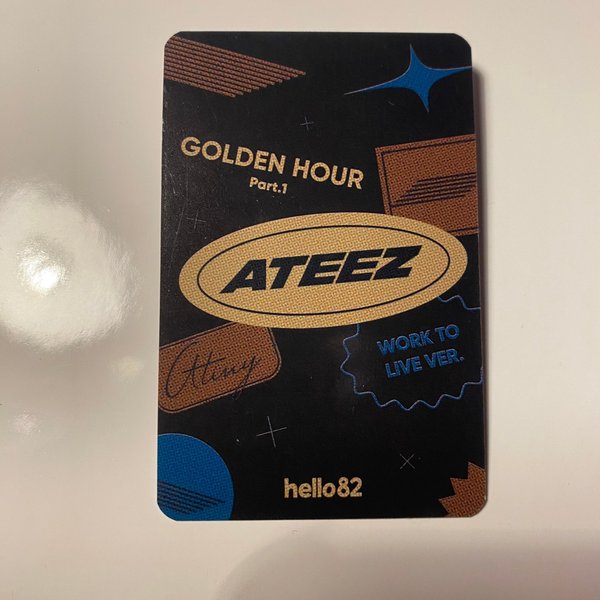 GOLDEN HOUR
Part.1
ATEEZ
WORK TO
LIVE VER.
Atiny
hello82